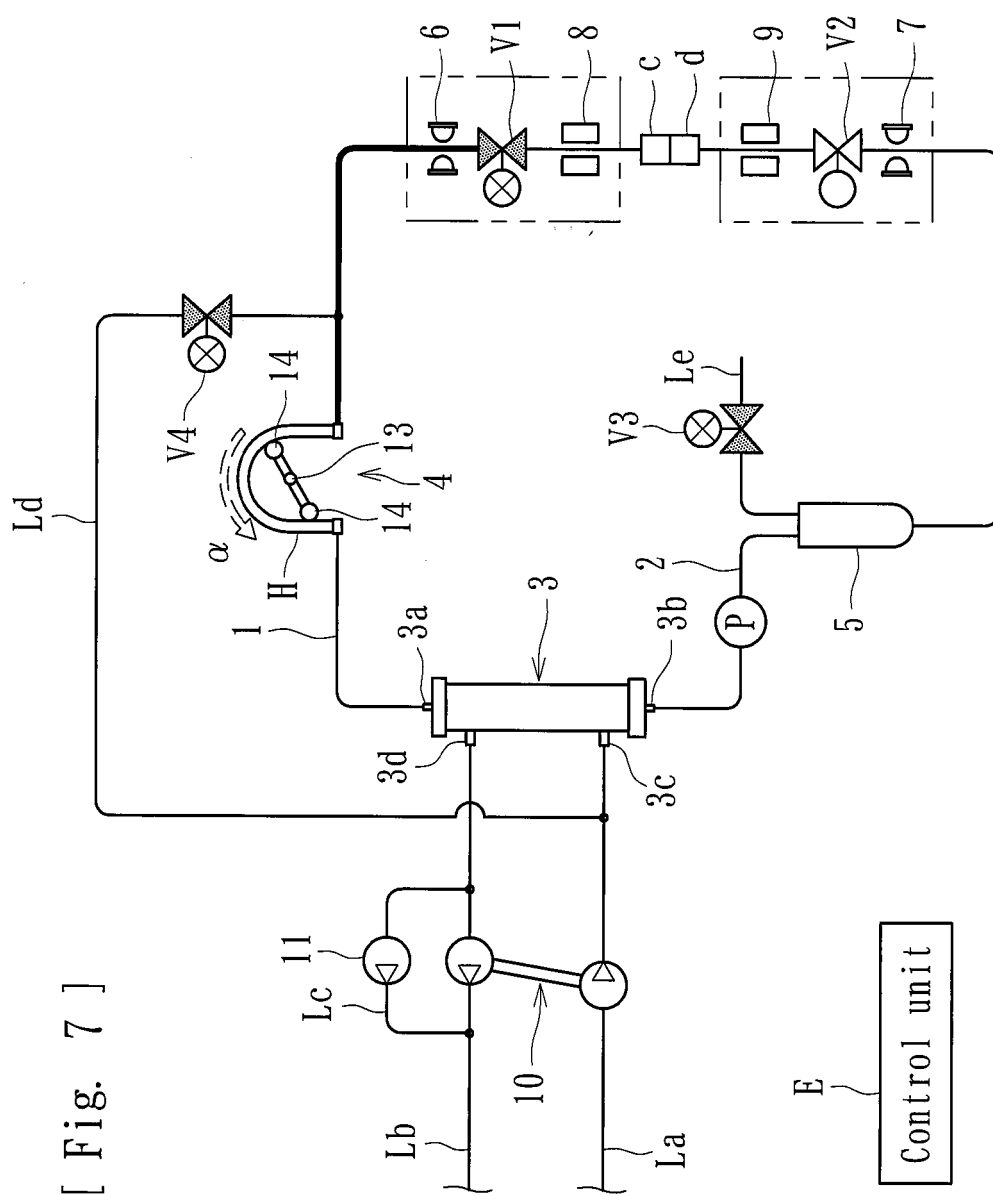 [ Fig. 7 ]
Ld
V4
α
14
13
14
4
H
1
6
V1
8
c
d
9
V2
7
Le
V3
2
P
5
3a
3
3b
3d
3c
11
Lc
10
Lb
La
E
Control unit